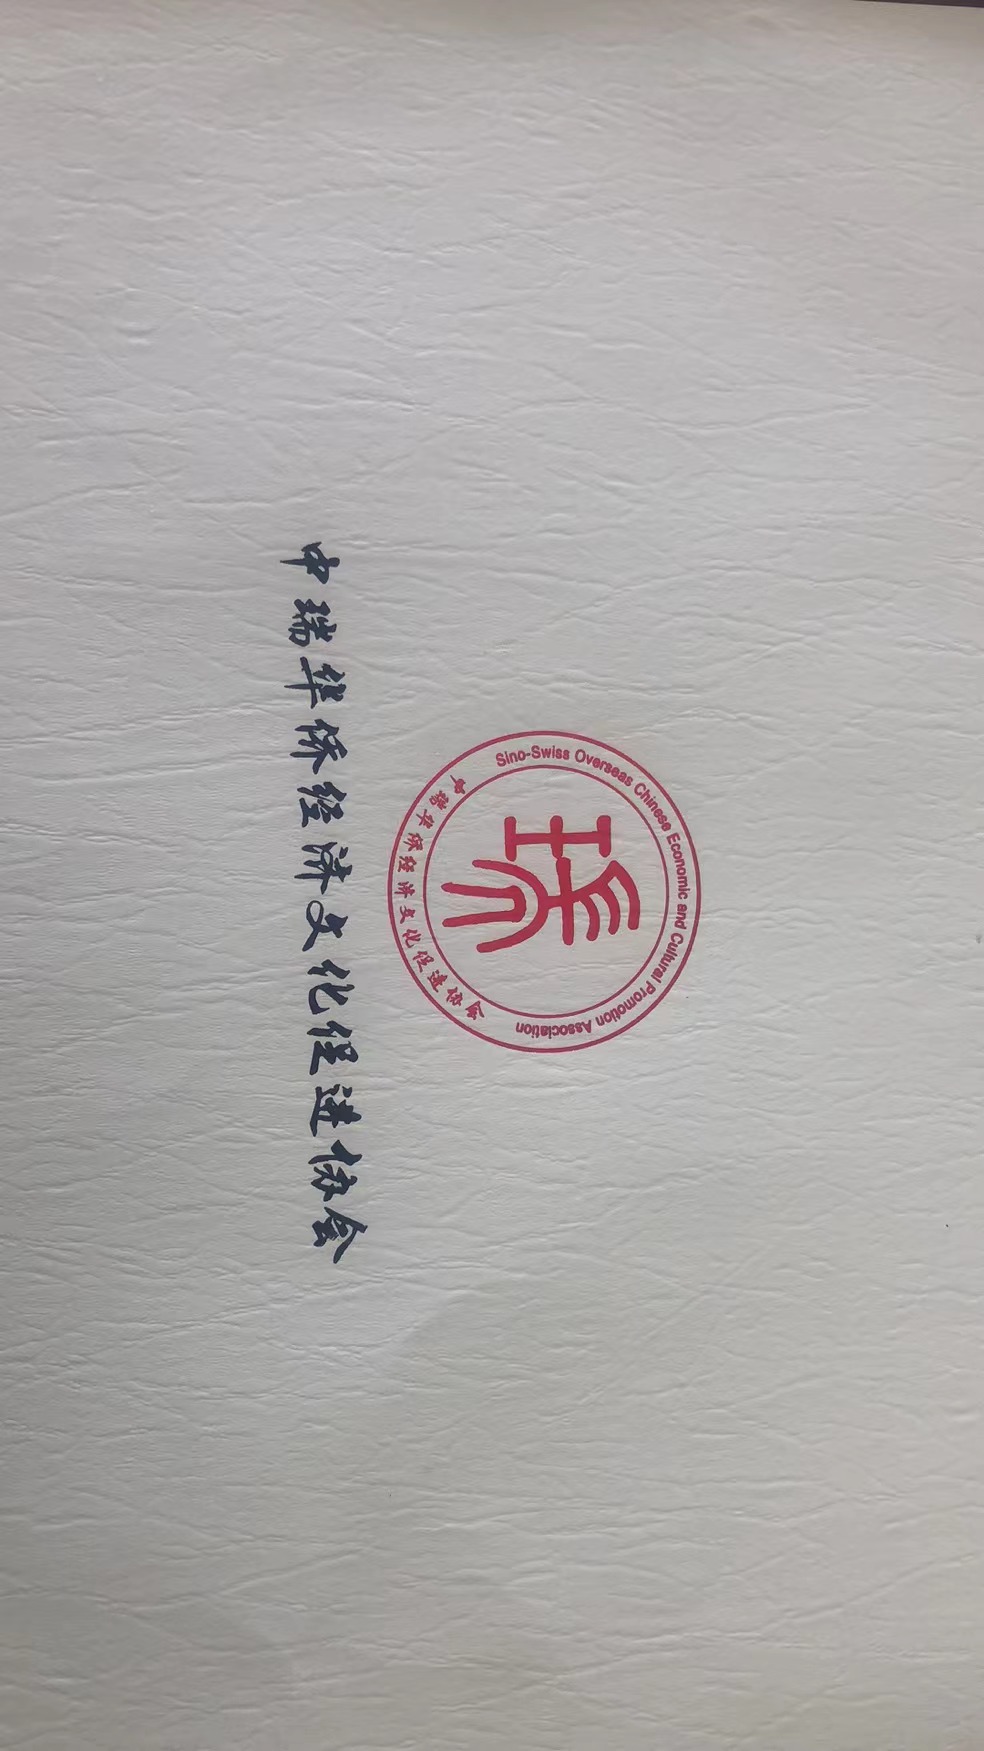 Sino-Swiss Overseas Chinese Economic and Cultural Promotion Association
瑞
中瑞华侨经济文化促进协会
中瑞华侨经济文化促进协会